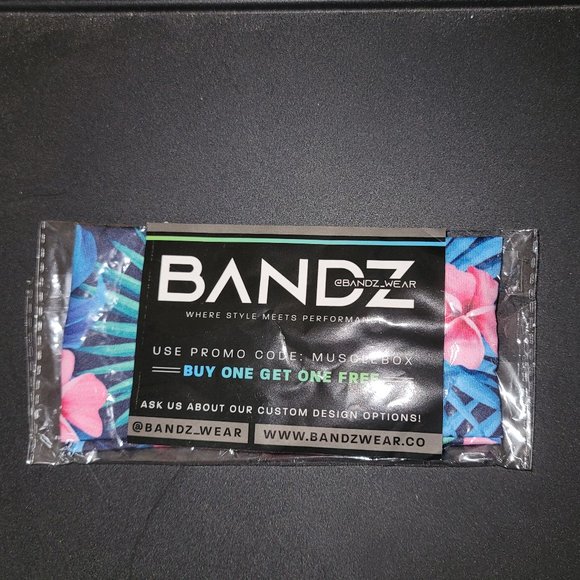 BANDZ
@BANDZ_WEAR
WHERE STYLE MEETS PERFORMANCE
USE PROMO CODE: MUSCLEBOX
BUY ONE GET ONE FREE
ASK US ABOUT OUR CUSTOM DESIGN OPTIONS!
@BANDZ_WEAR
WWW.BANDZWEAR.CO